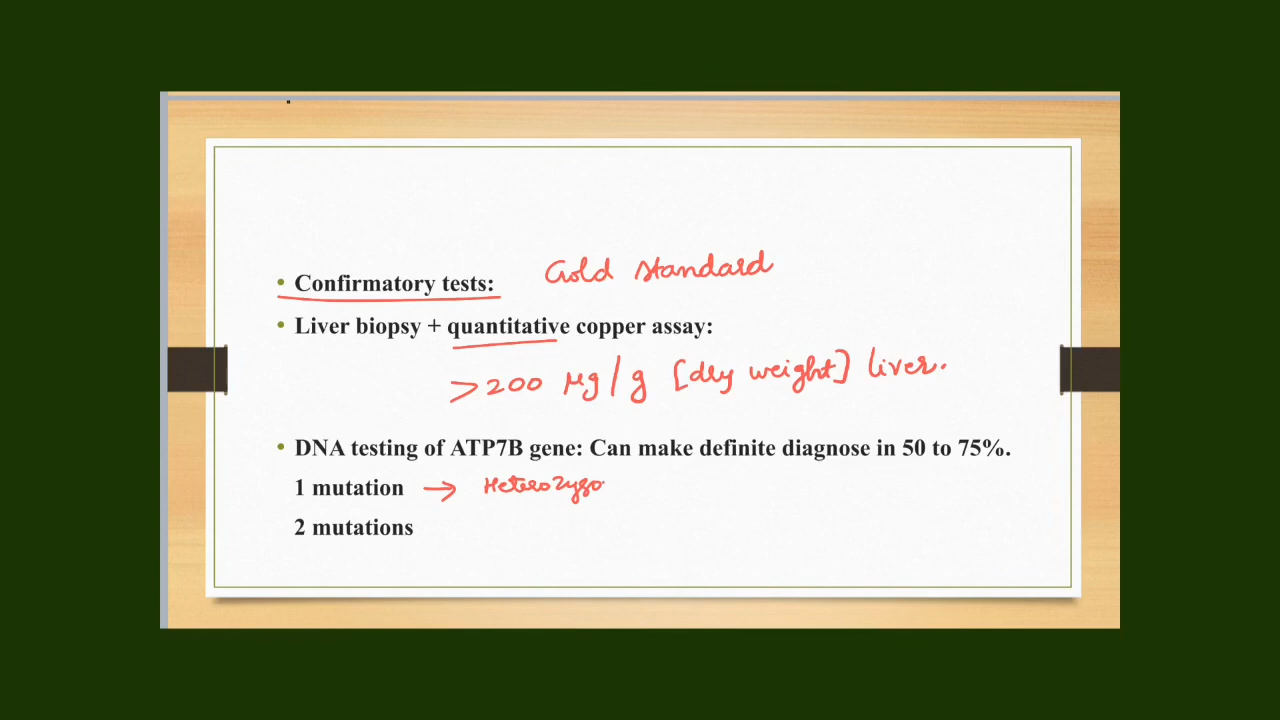 • Confirmatory tests: Gold standard
• Liver biopsy + quantitative copper assay:
>200 μg/g [dry weight] liver.
• DNA testing of ATP7B gene: Can make definite diagnose in 50 to 75%.
1 mutation → Heterozygo
2 mutations